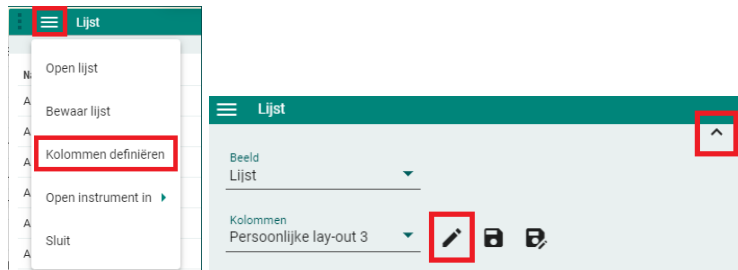 Lijst
Open lijst
Bewaar lijst
Kolommen definiëren
Open instrument in
Sluit
Lijst
Beeld
Lijst
Kolommen
Persoonlijke lay-out 3